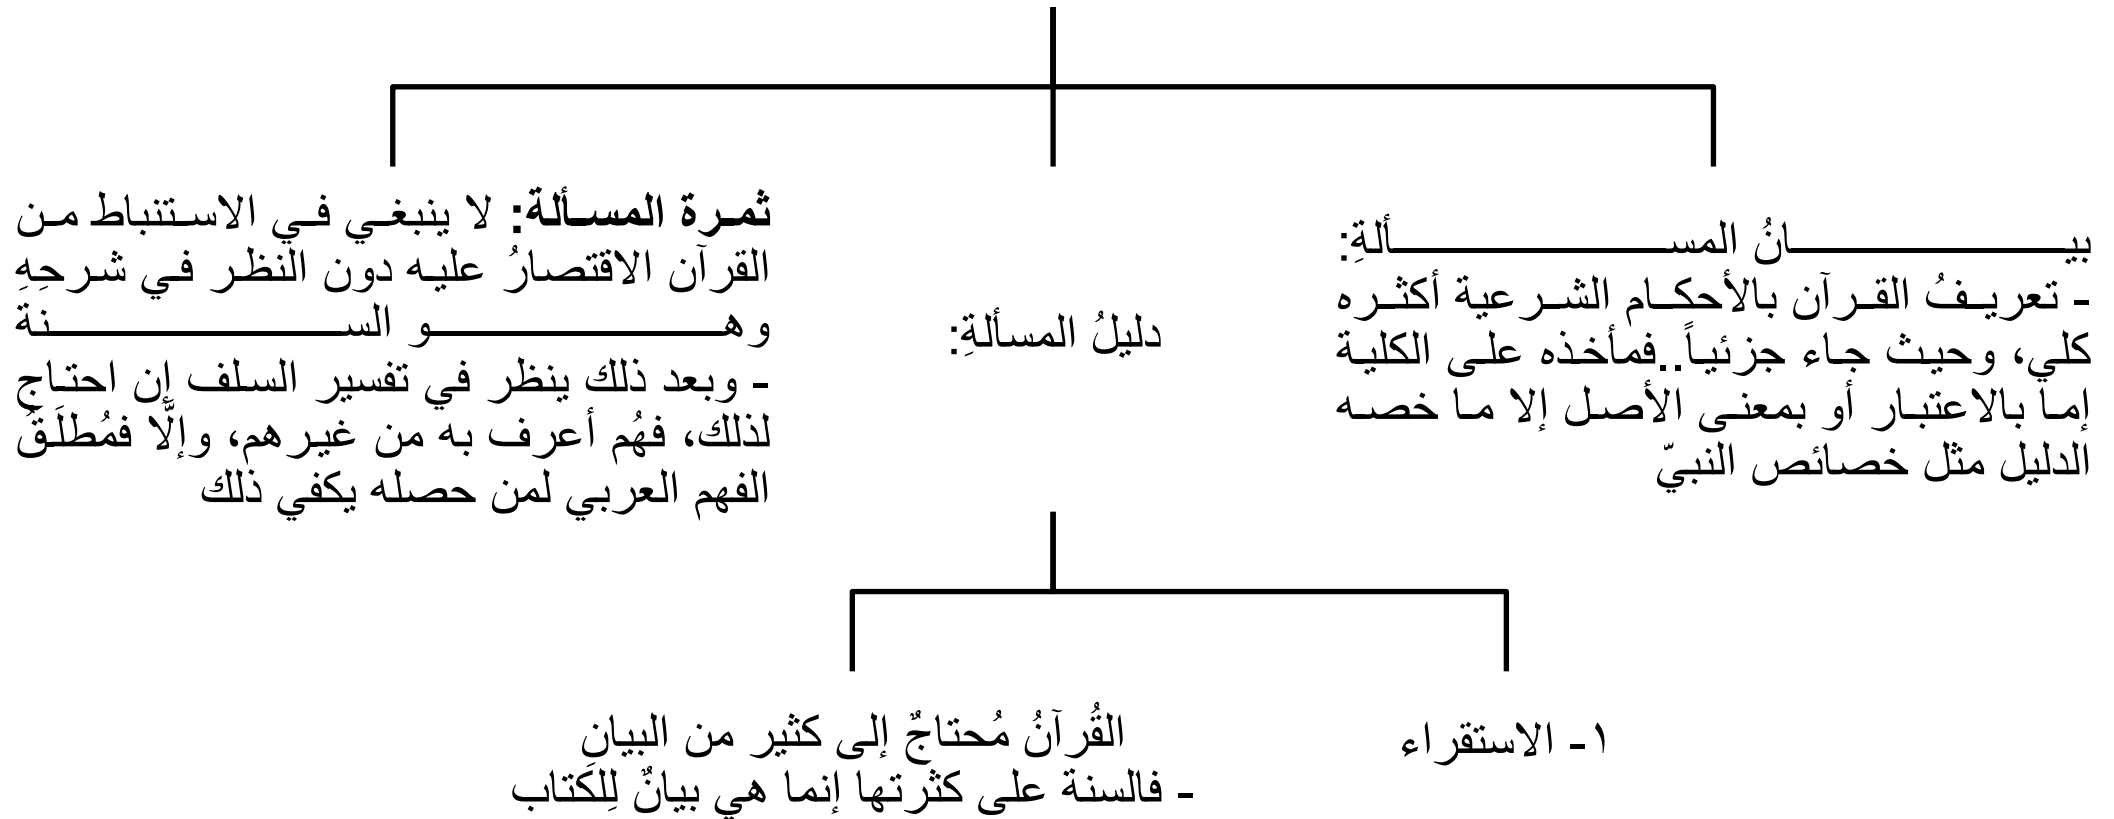 بيانُ المسألةِ:
- تعريفُ القرآن بالأحكام الشرعية أكثره
كلي، وحيث جاء جزئياً..فمأخذه على الكلية
إما بالاعتبار أو بمعنى الأصل إلا ما خصه
الدليل مثل خصائص النبيّ
دليلُ المسألةِ:
ثمرة المسألة: لا ينبغي في الاستنباط من
القرآن الاقتصارُ عليه دون النظر في شرحِهِ
وهو السنة
- وبعد ذلك ينظر في تفسير السلف إن احتاج
لذلك، فهُم أعرف به من غيرهم، وإلَّا فمُطلَقُ
الفهم العربي لمن حصله يكفي ذلك
١- الاستقراء
القُرآنُ مُحتاجٌ إلى كثير من البيانِ
- فالسنة على كثرتها إنما هي بيانٌ لِلكَتاب